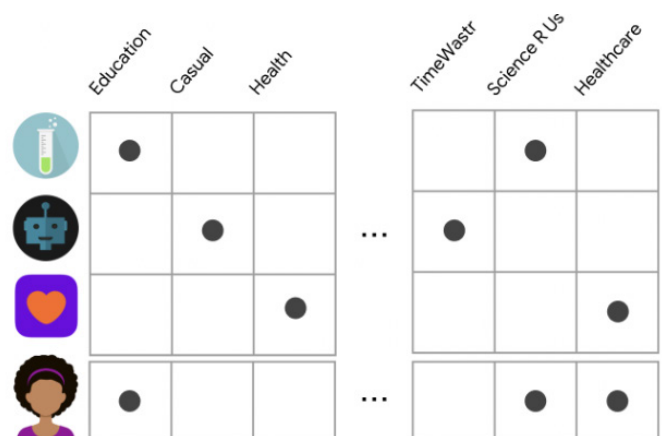 Education
Casual
Health
TimeWastr
Science R Us
Healthcare
...
...